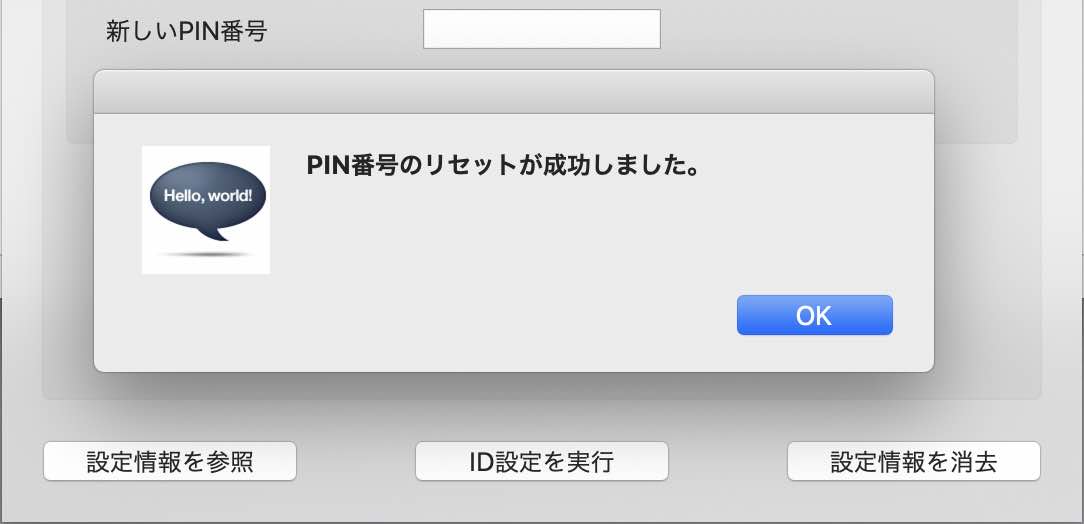 新しいPIN番号
PIN番号のリセットが成功しました。
Hello, world!
OK
設定情報を参照
ID設定を実行
設定情報を消去